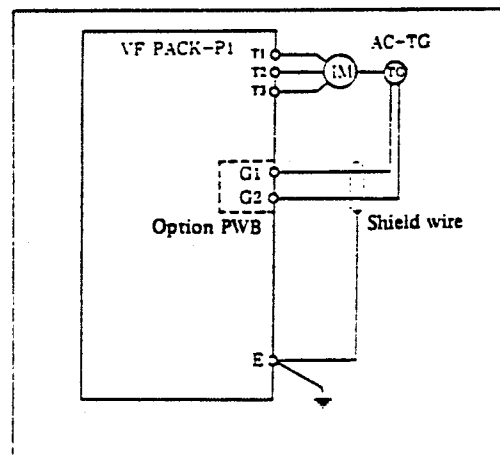 VF PACK-P1
T1
AC-TG
T2
IM
TG
T3
G1
G2
Option PWB
Shield wire
E